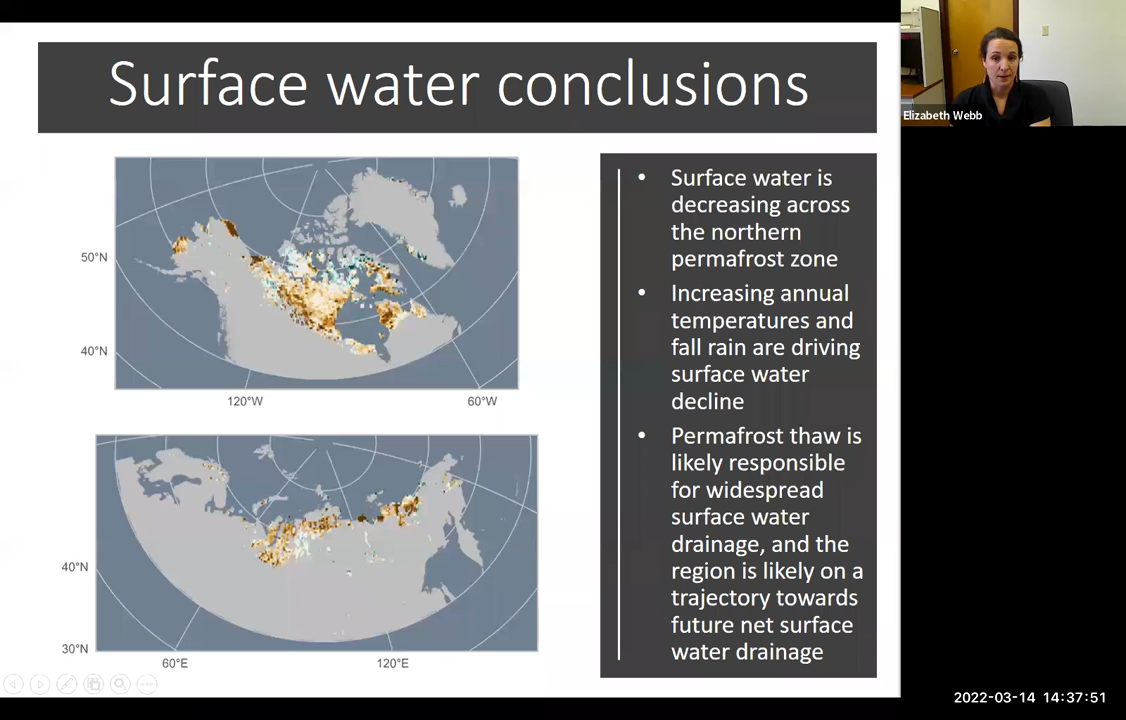 Surface water conclusions
Elizabeth Webb
50°N
40°N
120°W
60°W
40°N
30°N
60°E
120°E
• Surface water is
decreasing across
the northern
permafrost zone
• Increasing annual
temperatures and
fall rain are driving
surface water
decline
• Permafrost thaw is
likely responsible
for widespread
surface water
drainage, and the
region is likely on a
trajectory towards
future net surface
water drainage
2022-03-14 14:37:51